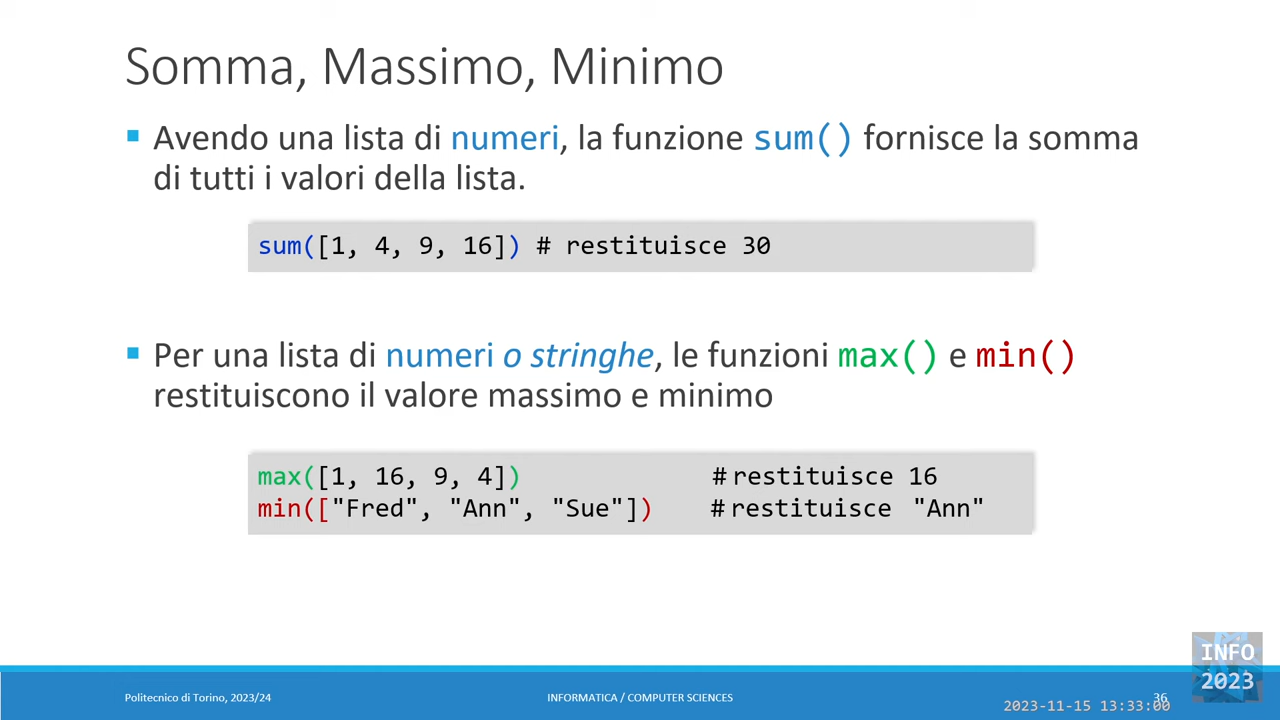 Somma, Massimo, Minimo
▪ Avendo una lista di numeri, la funzione sum() fornisce la somma
di tutti i valori della lista.
sum([1, 4, 9, 16]) # restituisce 30
▪ Per una lista di numeri o stringhe, le funzioni max() e min()
restituiscono il valore massimo e minimo
max([1, 16, 9, 4]) #restituisce 16
min(["Fred", "Ann", "Sue"]) #restituisce "Ann"
INFO
2023
Politecnico di Torino, 2023/24 INFORMATICA / COMPUTER SCIENCES 36
2023-11-15 13:33:00